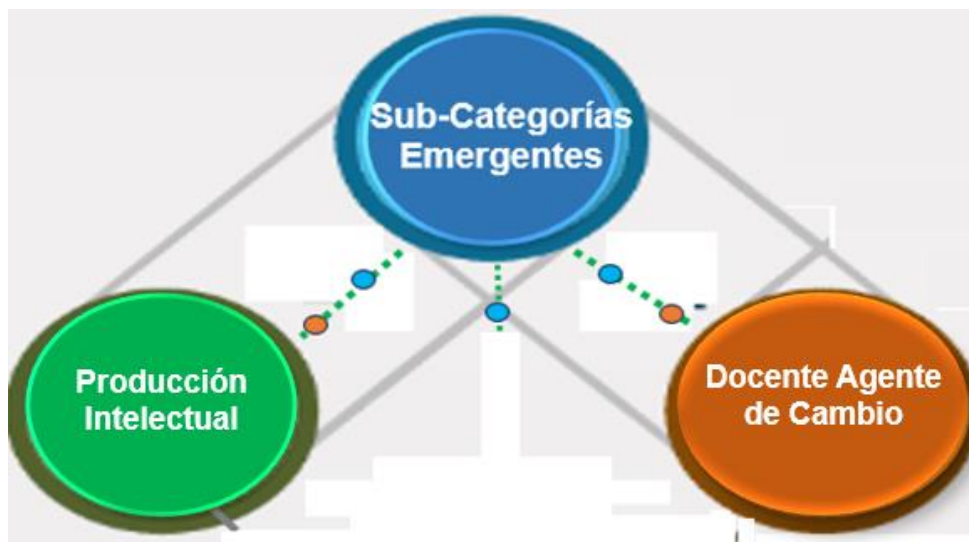 Sub-Categorías
Emergentes
Producción
Intelectual
Docente Agente
de Cambio